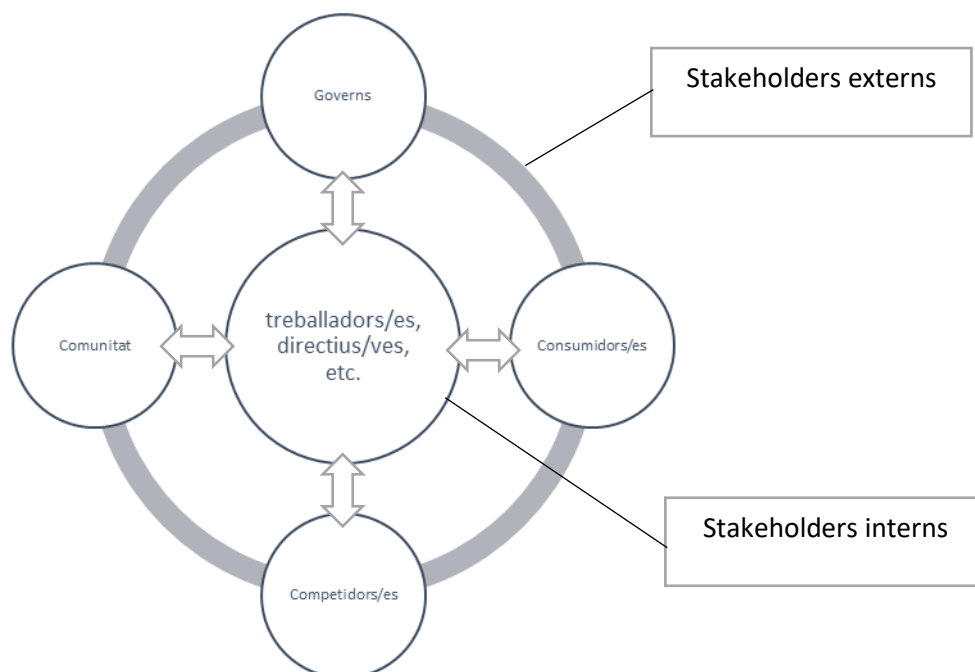 Governs
Stakeholders externs
treballadors/es,
directius/ves,
etc.
Comunitat
Consumidors/es
Stakeholders interns
Competidors/es